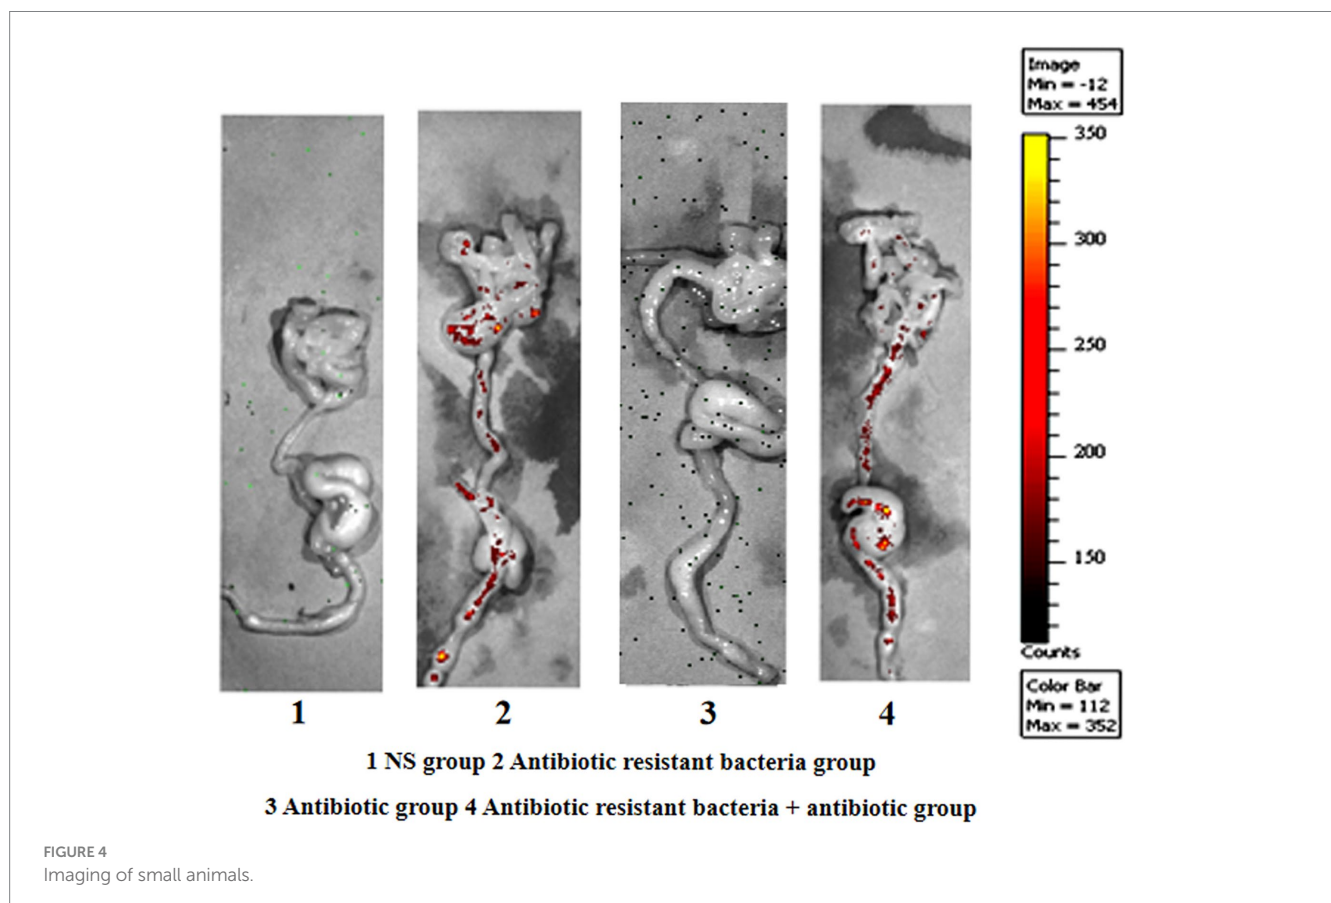 Image
Min = -12
Max = 454
350
300
250
200
150
Counts
Color Bar
Min = 112
Max = 352
1 2 3 4
1 NS group 2 Antibiotic resistant bacteria group
3 Antibiotic group 4 Antibiotic resistant bacteria + antibiotic group
FIGURE 4
Imaging of small animals.